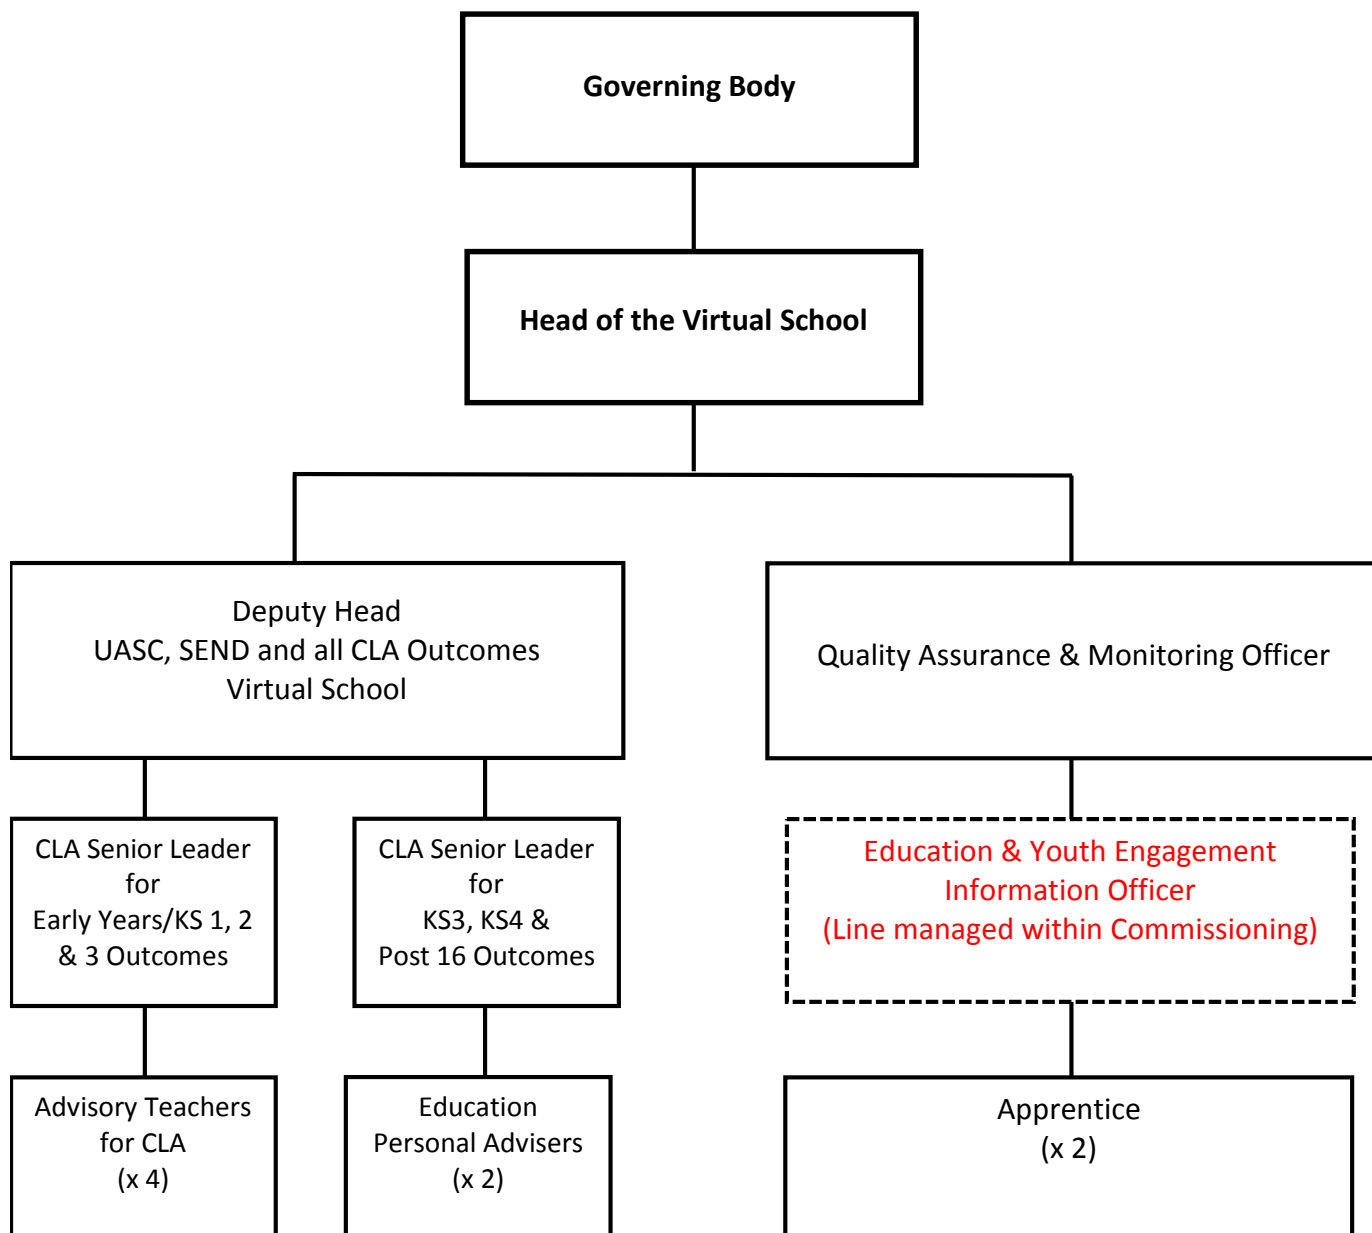 Governing Body
Head of the Virtual School
Deputy Head
UASC, SEND and all CLA Outcomes
Virtual School
Quality Assurance & Monitoring Officer
CLA Senior Leader
for
Early Years/KS 1, 2
& 3 Outcomes
CLA Senior Leader
for
KS3, KS4 &
Post 16 Outcomes
Education & Youth Engagement
Information Officer
(Line managed within Commissioning)
Advisory Teachers
for CLA
(x 4)
Education
Personal Advisers
(x 2)
Apprentice
(x 2)